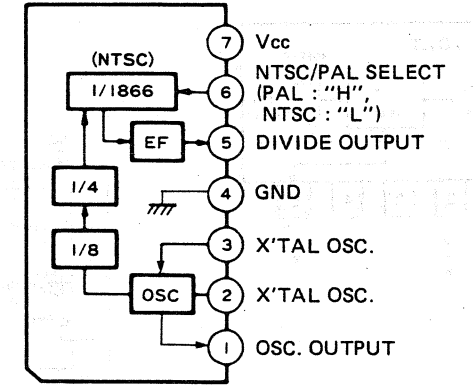 7 Vcc
(NTSC)
1/1866
6 NTSC/PAL SELECT
(PAL : "H",
NTSC : "L")
EF
5 DIVIDE OUTPUT
1/4
4 GND
1/8
3 X'TAL OSC.
OSC
2 X'TAL OSC.
1 OSC. OUTPUT